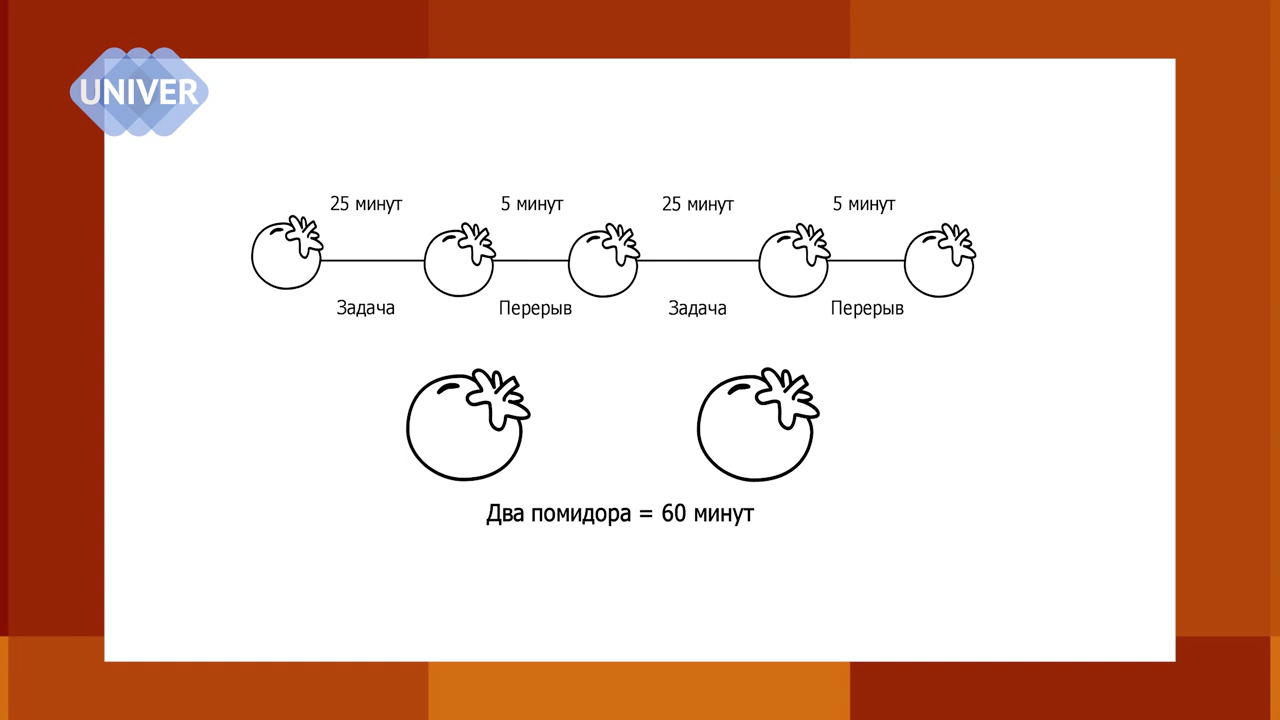 UNIVER
25 минут 5 минут 25 минут 5 минут
Задача Перерыв Задача Перерыв
Два помидора = 60 минут